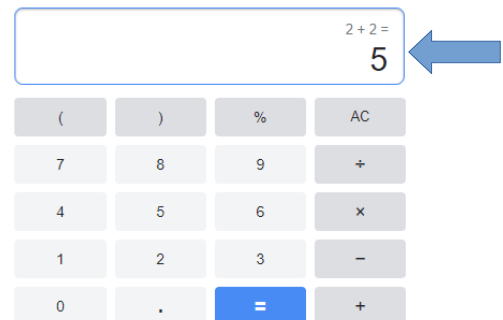 2 + 2 =
5
( ) % AC
7 8 9 ÷
4 5 6 ×
1 2 3 −
0 . = +